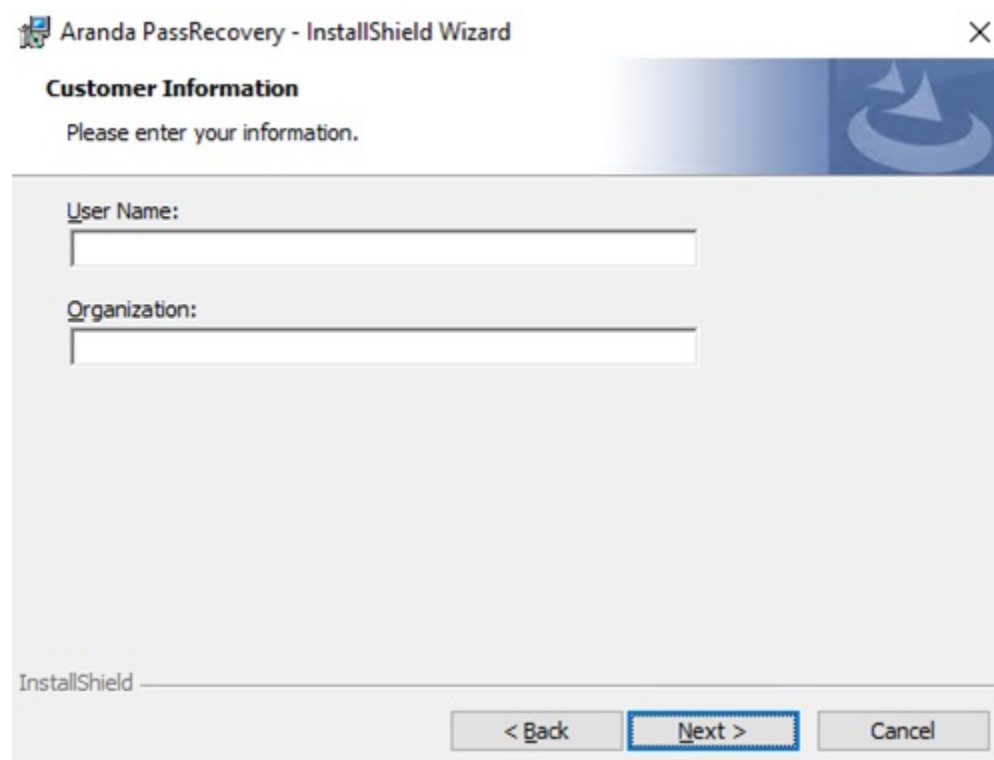 Aranda PassRecovery - InstallShield Wizard
Customer Information
Please enter your information.
User Name:
Organization:
InstallShield
< Back Next > Cancel